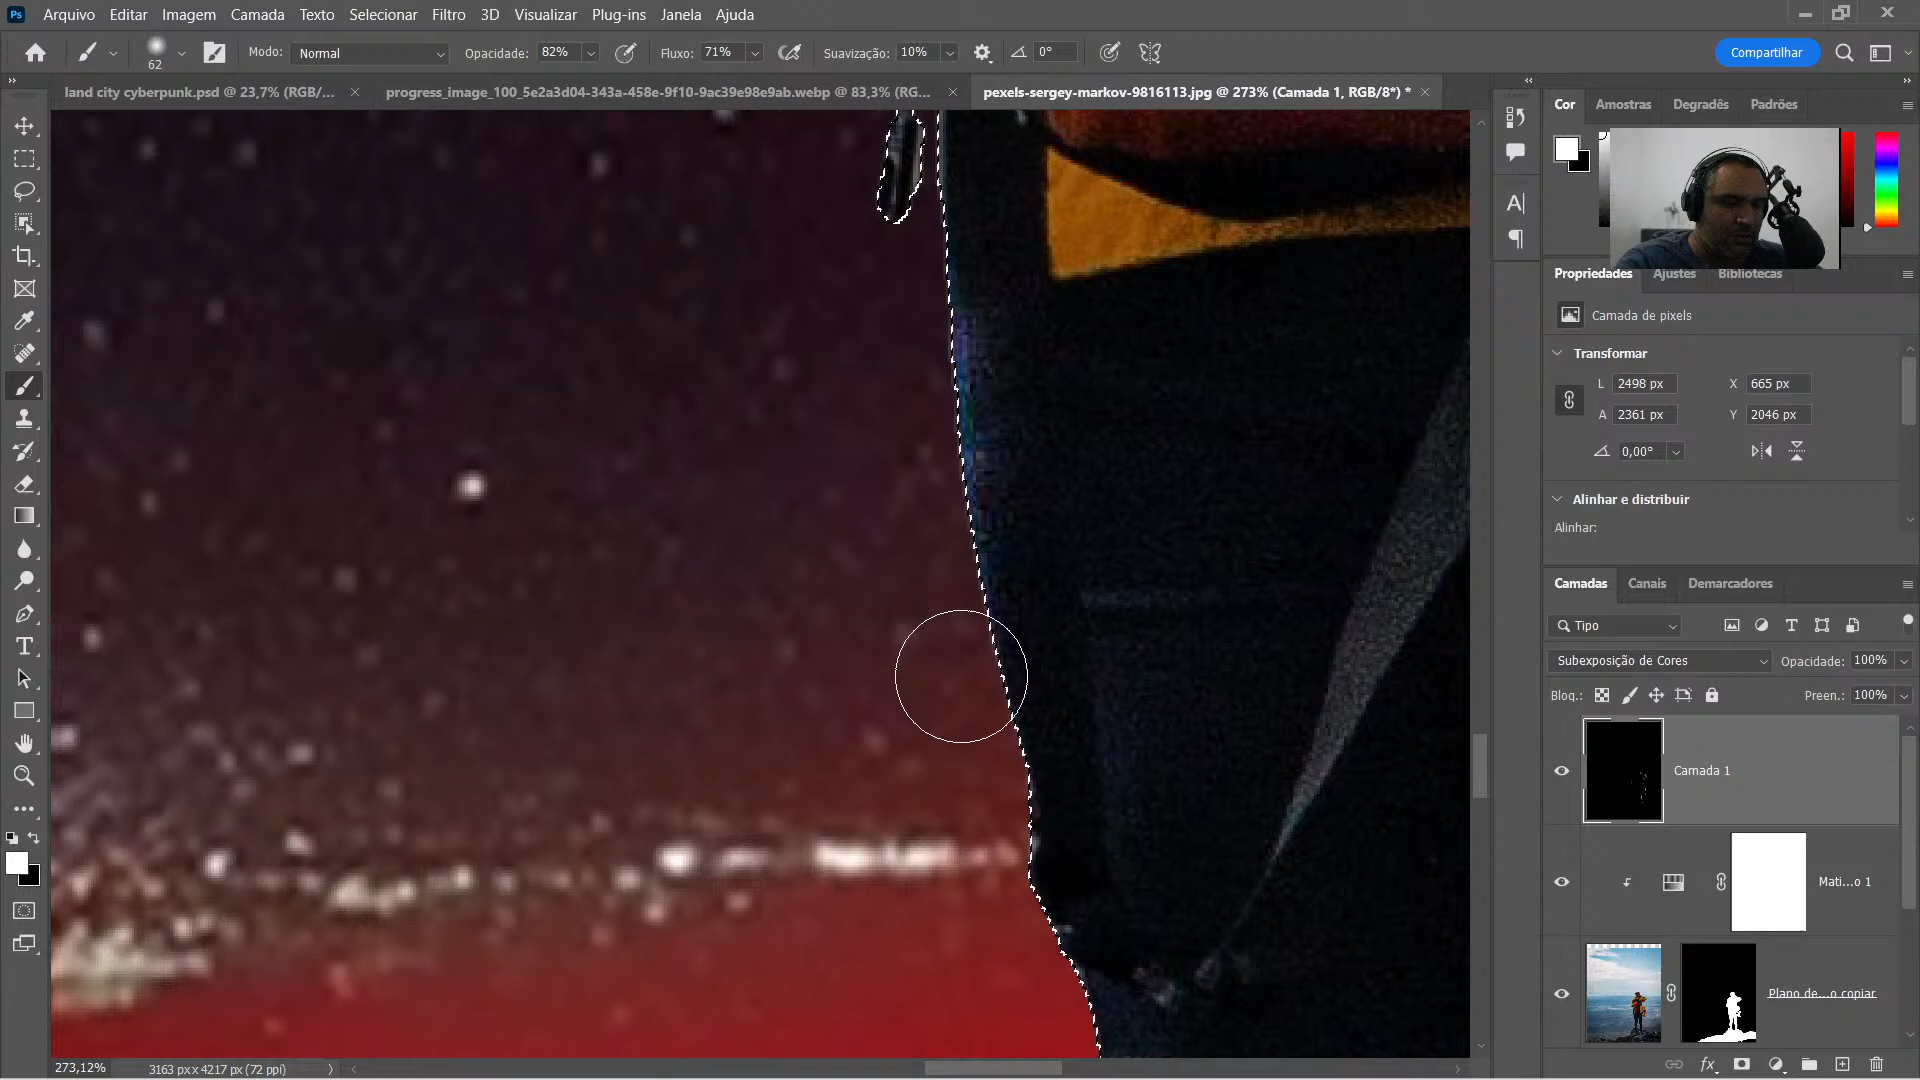 Ps Arquivo Editar Imagem Camada Texto Selecionar Filtro 3D Visualizar Plug-ins Janela Ajuda
62 Modo: Normal Opacidade: 82% Fluxo: 71% Suavização: 10% 0° Compartilhar
land city cyberpunk.psd @ 23,7% (RGB/... progress_image_100_5e2a3d04-343a-458e-9f10-9ac39e98e9ab.webp @ 83,3% (RG... pexels-sergey-markov-9816113.jpg @ 273% (Camada 1, RGB/8*) *
Cor Amostras Degradês Padrões
Propriedades Ajustes Bibliotecas
Camada de pixels
Transformar
L 2498 px X 665 px
A 2361 px Y 2046 px
0,00°
Alinhar e distribuir
Alinhar:
Camadas Canais Demarcadores
Tipo
Subexposição de Cores Opacidade: 100%
Bloq.: Preen.: 100%
Camada 1
Mati...o 1
Plano de...o copiar
fx
273,12% 3163 px x 4217 px (72 ppi)